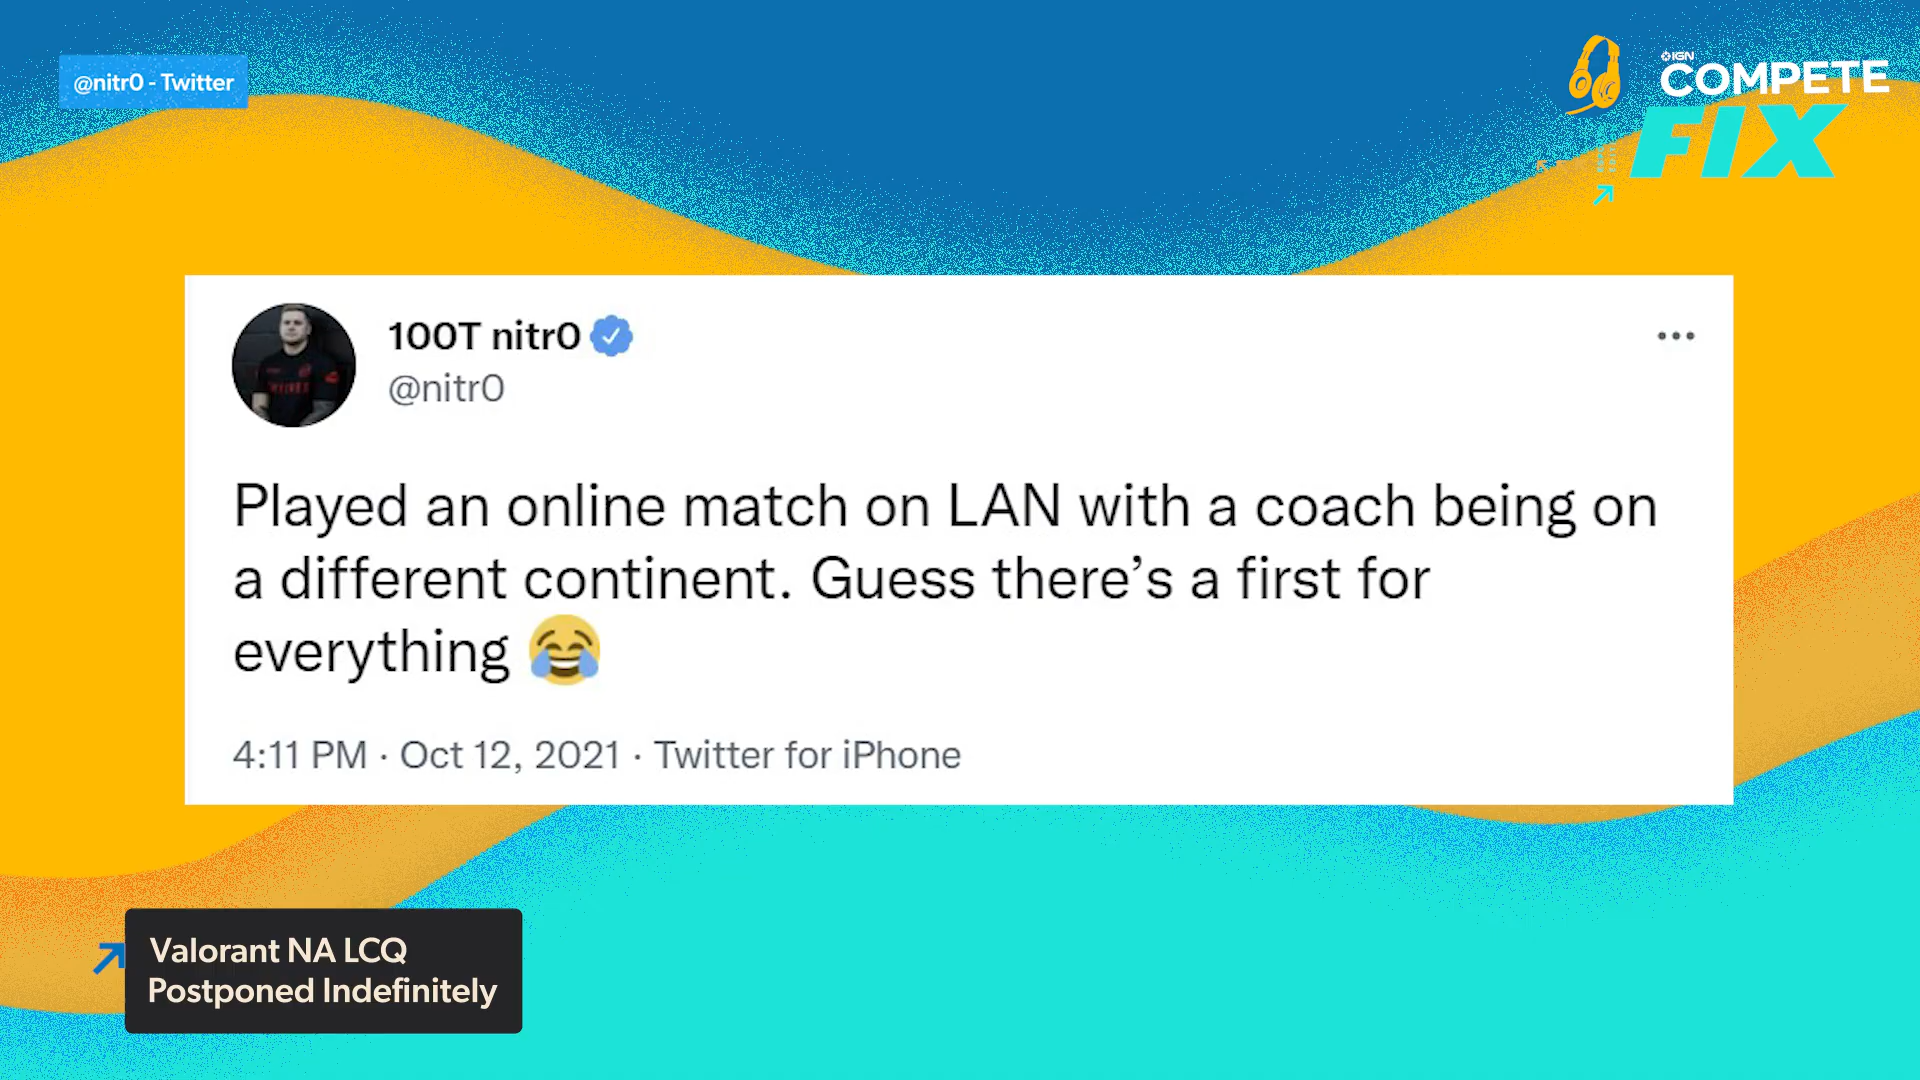 @nitr0 - Twitter
IGN
COMPETE
FIX
100T nitr0
@nitr0
Played an online match on LAN with a coach being on
a different continent. Guess there’s a first for
everything 😂
4:11 PM · Oct 12, 2021 · Twitter for iPhone
Valorant NA LCQ
Postponed Indefinitely